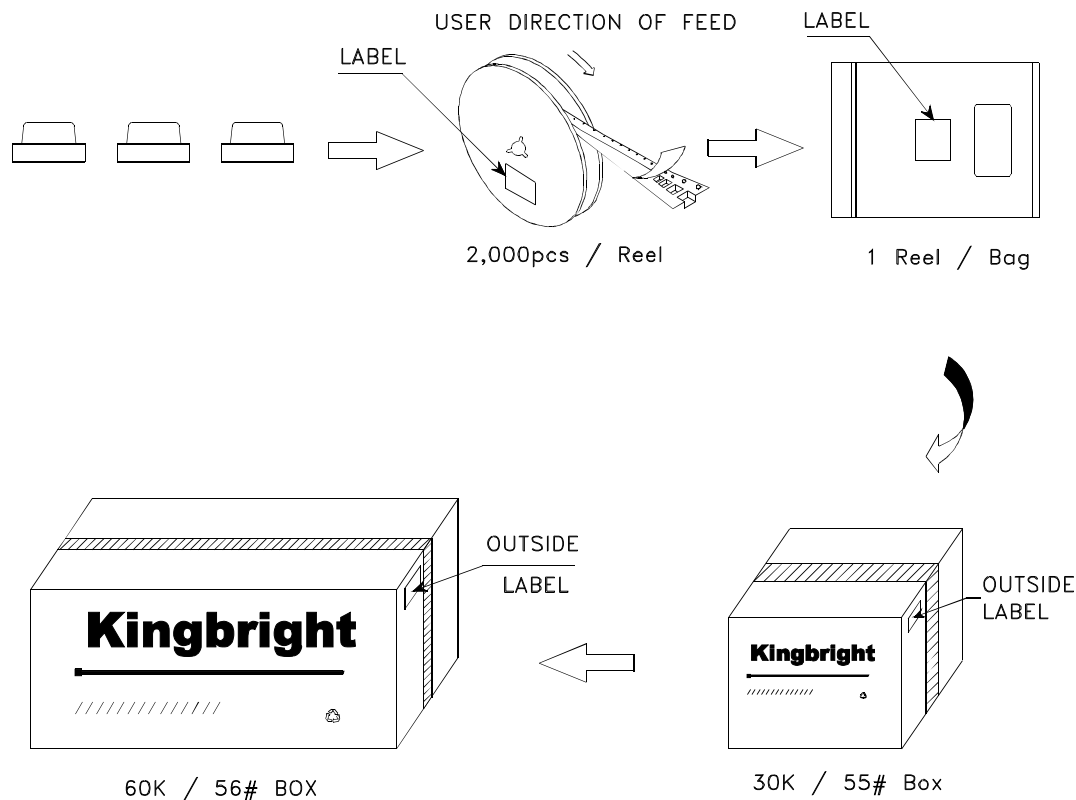 USER DIRECTION OF FEED
LABEL
LABEL
2,000pcs / Reel
1 Reel / Bag
OUTSIDE
LABEL
Kingbright
60K / 56# BOX
OUTSIDE
LABEL
Kingbright
30K / 55# Box